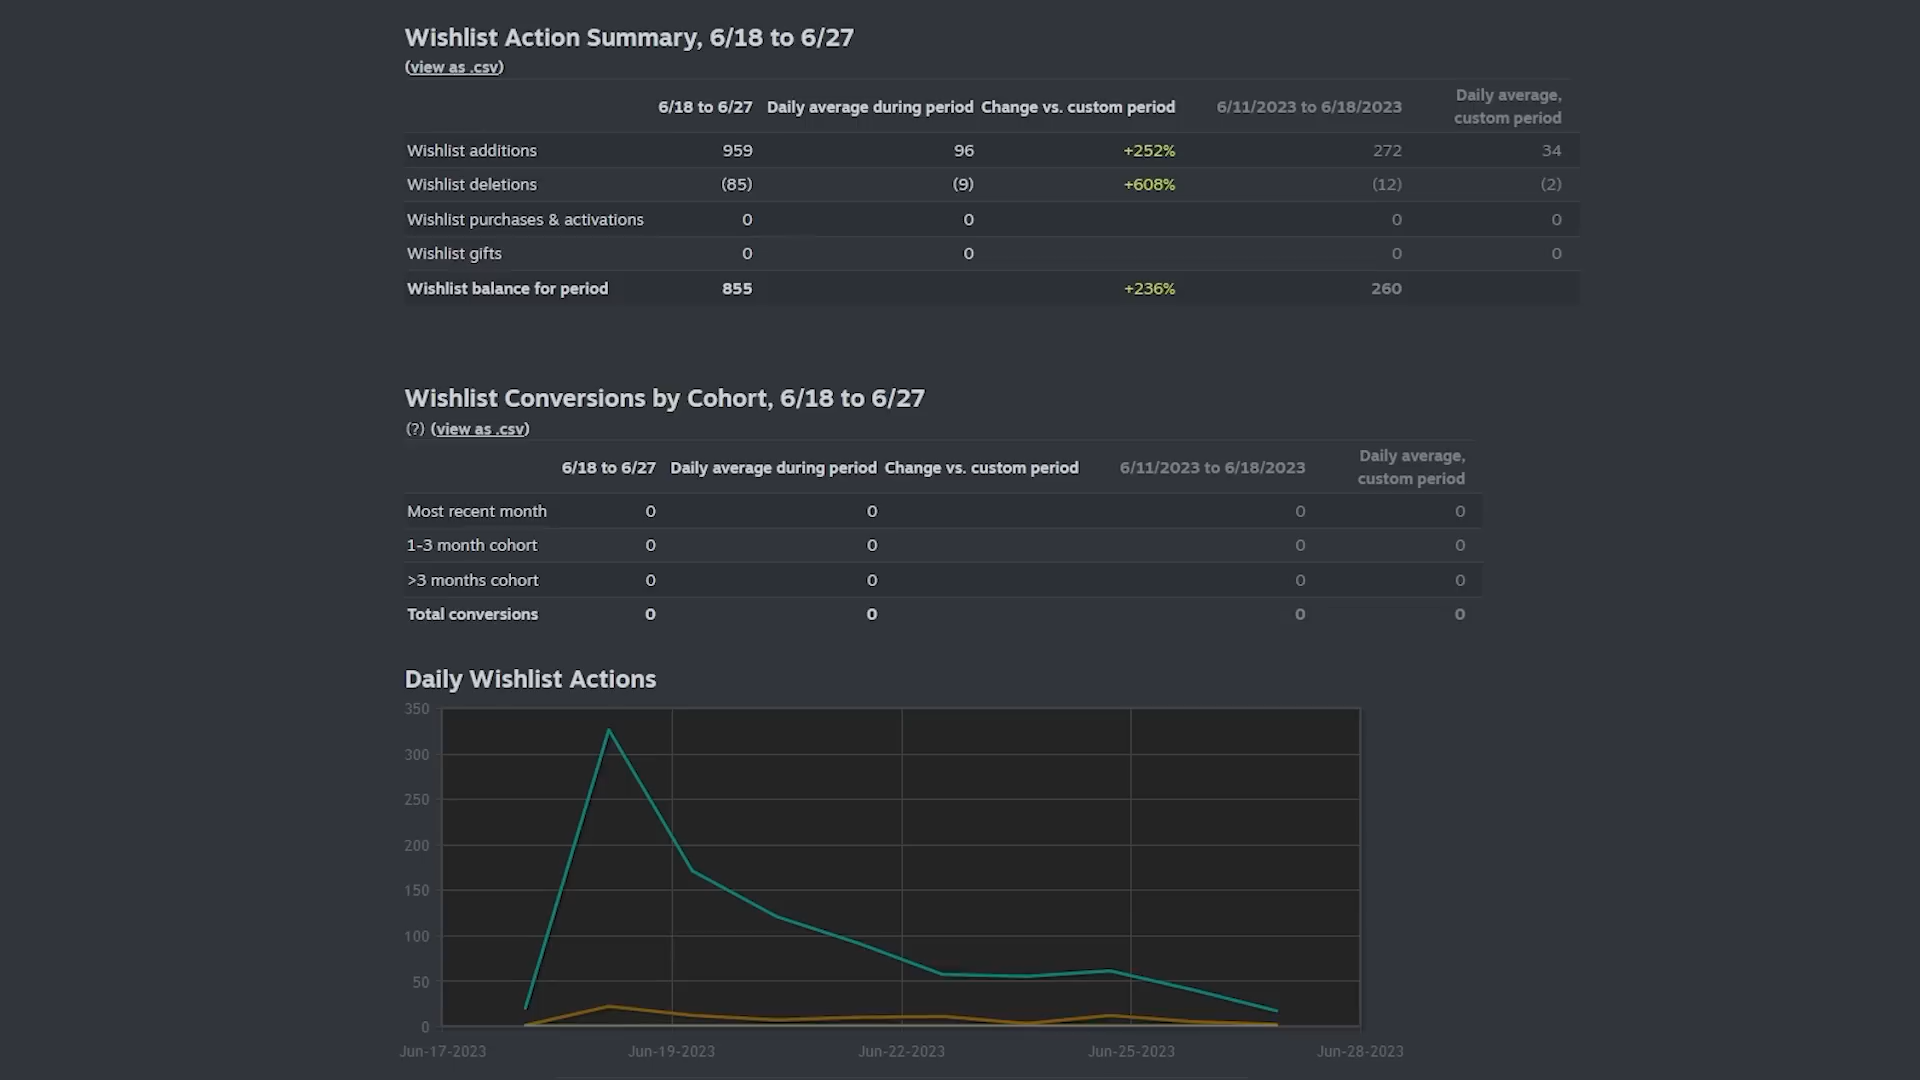 Wishlist Action Summary, 6/18 to 6/27
(view as .csv)
6/18 to 6/27 Daily average during period Change vs. custom period 6/11/2023 to 6/18/2023 Daily average, custom period
Wishlist additions 959 96 +252% 272 34
Wishlist deletions (85) (9) +608% (12) (2)
Wishlist purchases & activations 0 0 0 0
Wishlist gifts 0 0 0 0
Wishlist balance for period 855 +236% 260
Wishlist Conversions by Cohort, 6/18 to 6/27
(?) (view as .csv)
6/18 to 6/27 Daily average during period Change vs. custom period 6/11/2023 to 6/18/2023 Daily average, custom period
Most recent month 0 0 0 0
1-3 month cohort 0 0 0 0
>3 months cohort 0 0 0 0
Total conversions 0 0 0 0
Daily Wishlist Actions
350
300
250
200
150
100
50
0
Jun-17-2023 Jun-19-2023 Jun-22-2023 Jun-25-2023 Jun-28-2023